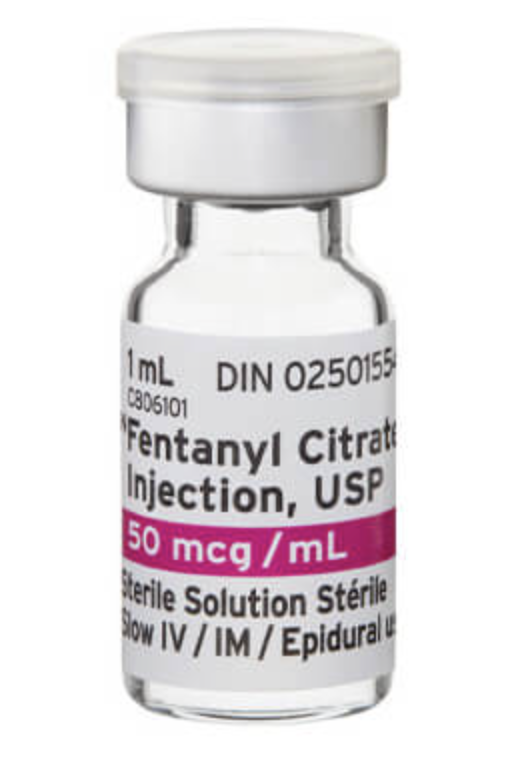 1 mL DIN 0250155
C806101
Fentanyl Citrate
Injection, USP
50 mcg/mL
Sterile Solution Stérile
Slow IV / IM / Epidural